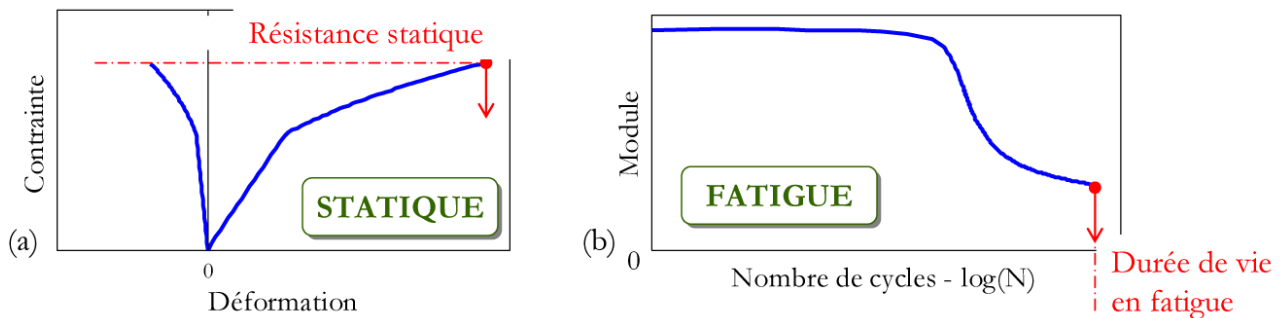 Résistance statique
Contrainte
STATIQUE
(a)
0
Déformation
Module
FATIGUE
(b)
0
Nombre de cycles - log(N)
Durée de vie
en fatigue